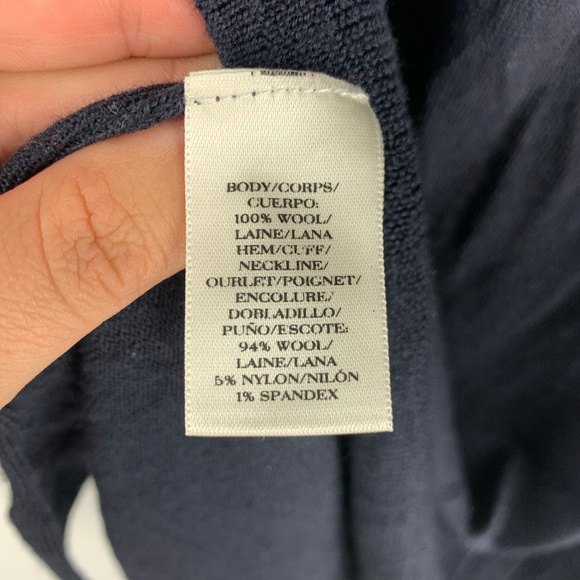 BODY/CORPS/
CUERPO:
100% WOOL/
LAINE/LANA
HEM/CUFF/
NECKLINE/
OURLET/POIGNET/
ENCOLURE/
DOBLADILLO/
PUÑO/ESCOTE:
94% WOOL/
LAINE/LANA
5% NYLON/NILÓN
1% SPANDEX